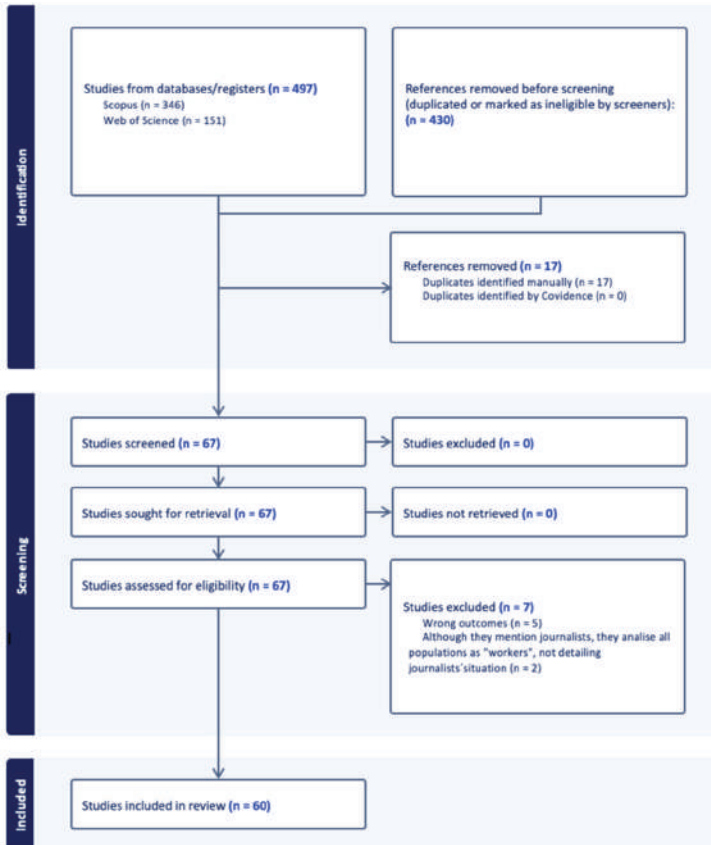 Identification
Studies from databases/registers (n = 497)
Scopus (n = 346)
Web of Science (n = 151)
References removed before screening
(duplicated or marked as ineligible by screeners):
(n = 430)
References removed (n = 17)
Duplicates identified manually (n = 17)
Duplicates identified by Covidence (n = 0)
Screening
Studies screened (n = 67)
Studies excluded (n = 0)
Studies sought for retrieval (n = 67)
Studies not retrieved (n = 0)
Studies assessed for eligibility (n = 67)
Studies excluded (n = 7)
Wrong outcomes (n = 5)
Although they mention journalists, they analise all
populations as "workers", not detailing
journalists´situation (n = 2)
Included
Studies included in review (n = 60)